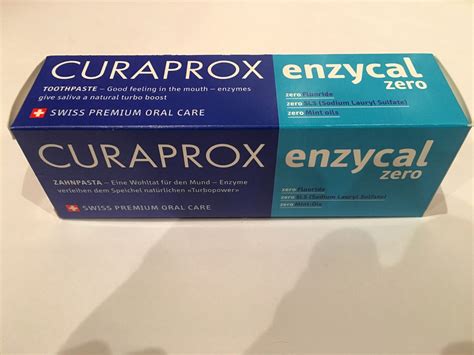 CURAPROX
TOOTHPASTE – Good feeling in the mouth – enzymes
give saliva a natural turbo boost
SWISS PREMIUM ORAL CARE
enzycal
zero
zero Fluoride
zero SLS (Sodium Lauryl Sulfate)
zero Mint-oils
CURAPROX
ZAHNPASTA – Eine Wohltat für den Mund – Enzyme
verleihen dem Speichel natürlichen «Turbopower»
SWISS PREMIUM ORAL CARE
enzycal
zero
zero Fluoride
zero SLS (Sodium Lauryl Sulfate)
zero Mint-Öle